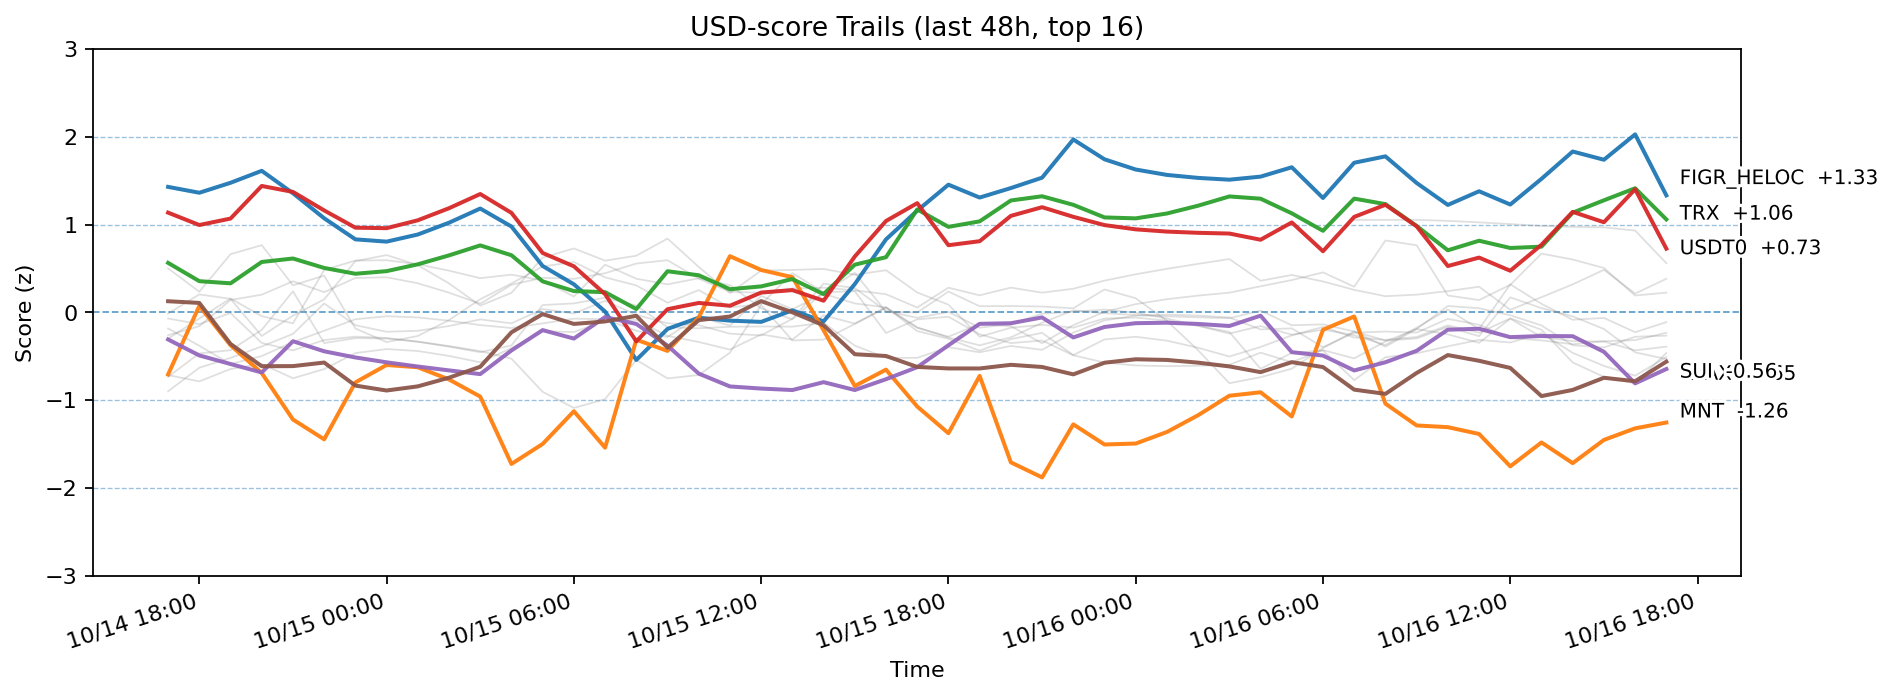 USD-score Trails (last 48h, top 16)
Score (z)
3
2
1
0
−1
−2
−3
FIGR_HELOC +1.33
TRX +1.06
USDT0 +0.73
SUI -0.56
MNT -1.26
10/14 18:00
10/15 00:00
10/15 06:00
10/15 12:00
10/15 18:00
10/16 00:00
10/16 06:00
10/16 12:00
10/16 18:00
Time